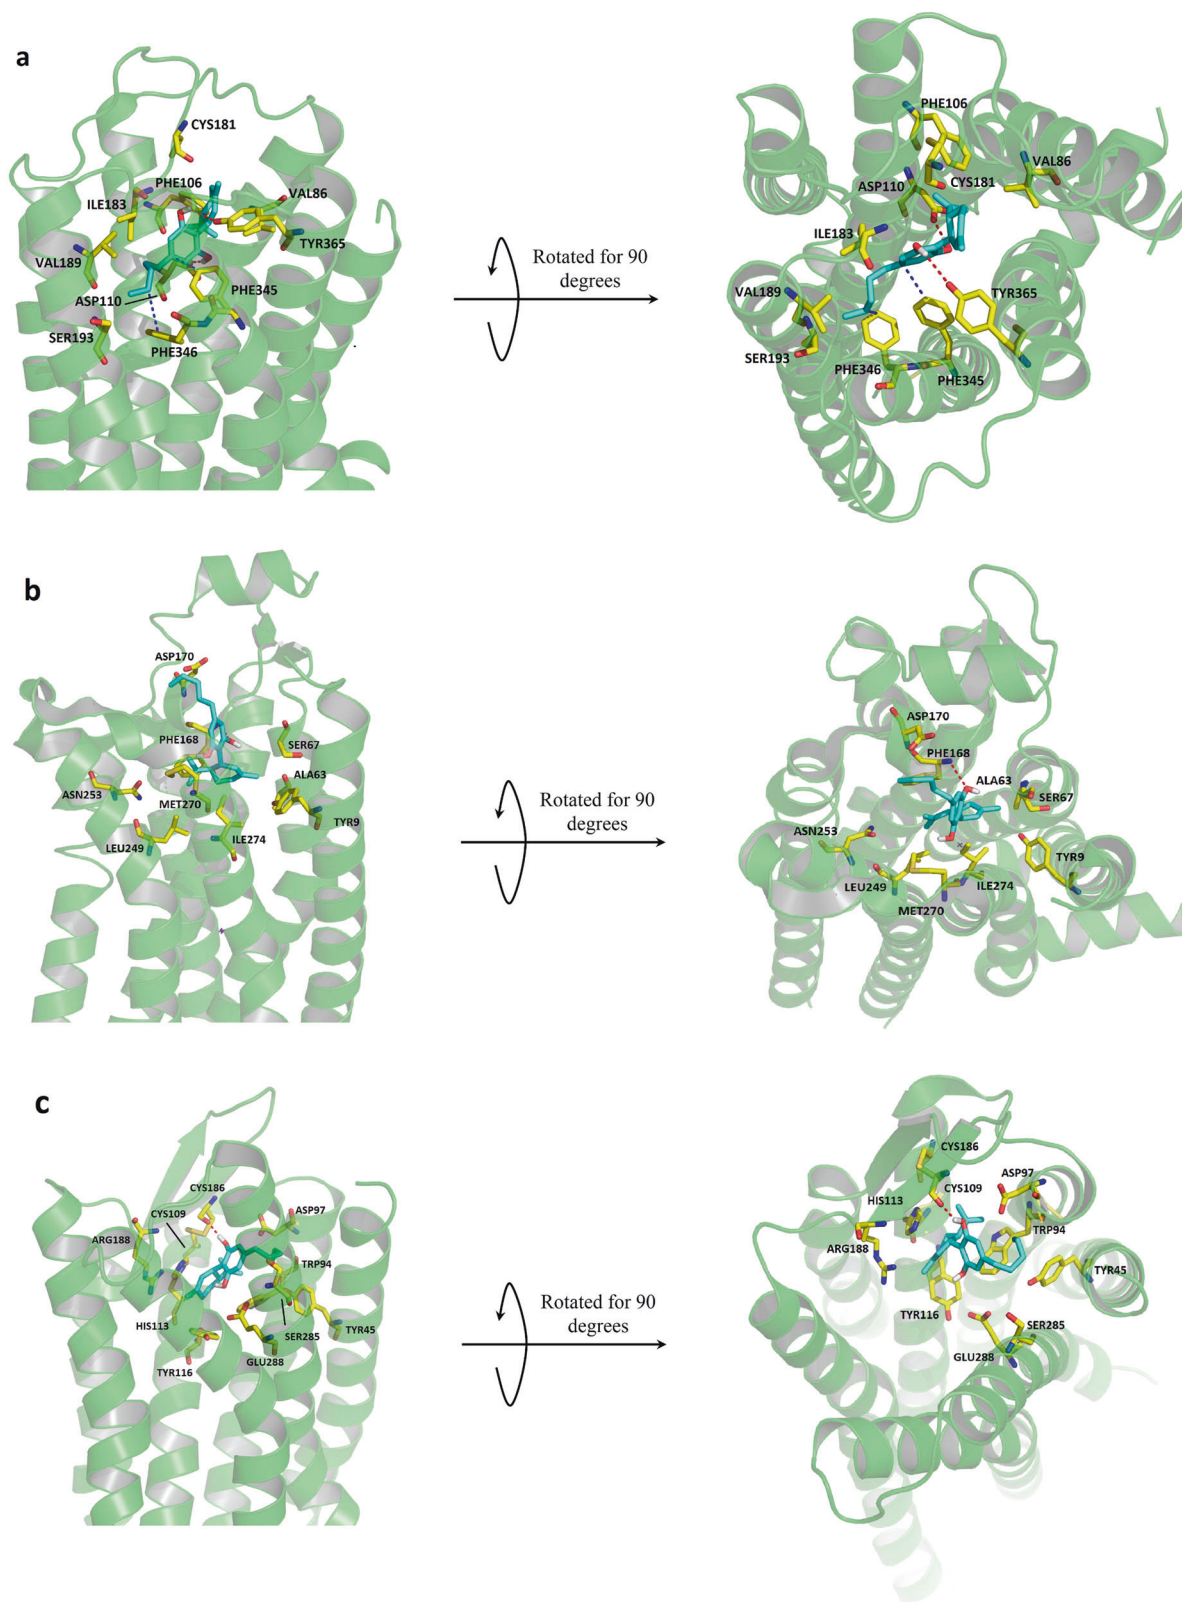 a
CYS181
PHE106
VAL86
ILE183
TYR365
VAL189
ASP110
PHE345
SER193
PHE346
Rotated for 90
degrees
PHE106
VAL86
ASP110
CYS181
ILE183
VAL189
TYR365
SER193
PHE346
PHE345
b
ASP170
PHE168
SER67
ALA63
ASN253
MET270
TYR9
LEU249
ILE274
Rotated for 90
degrees
ASP170
PHE168
ALA63
SER67
ASN253
TYR9
LEU249
ILE274
MET270
c
CYS186
CYS109
ASP97
ARG188
TRP94
HIS113
SER285
TYR45
GLU288
TYR116
Rotated for 90
degrees
CYS186
ASP97
CYS109
HIS113
TRP94
ARG188
TYR45
TYR116
SER285
GLU288